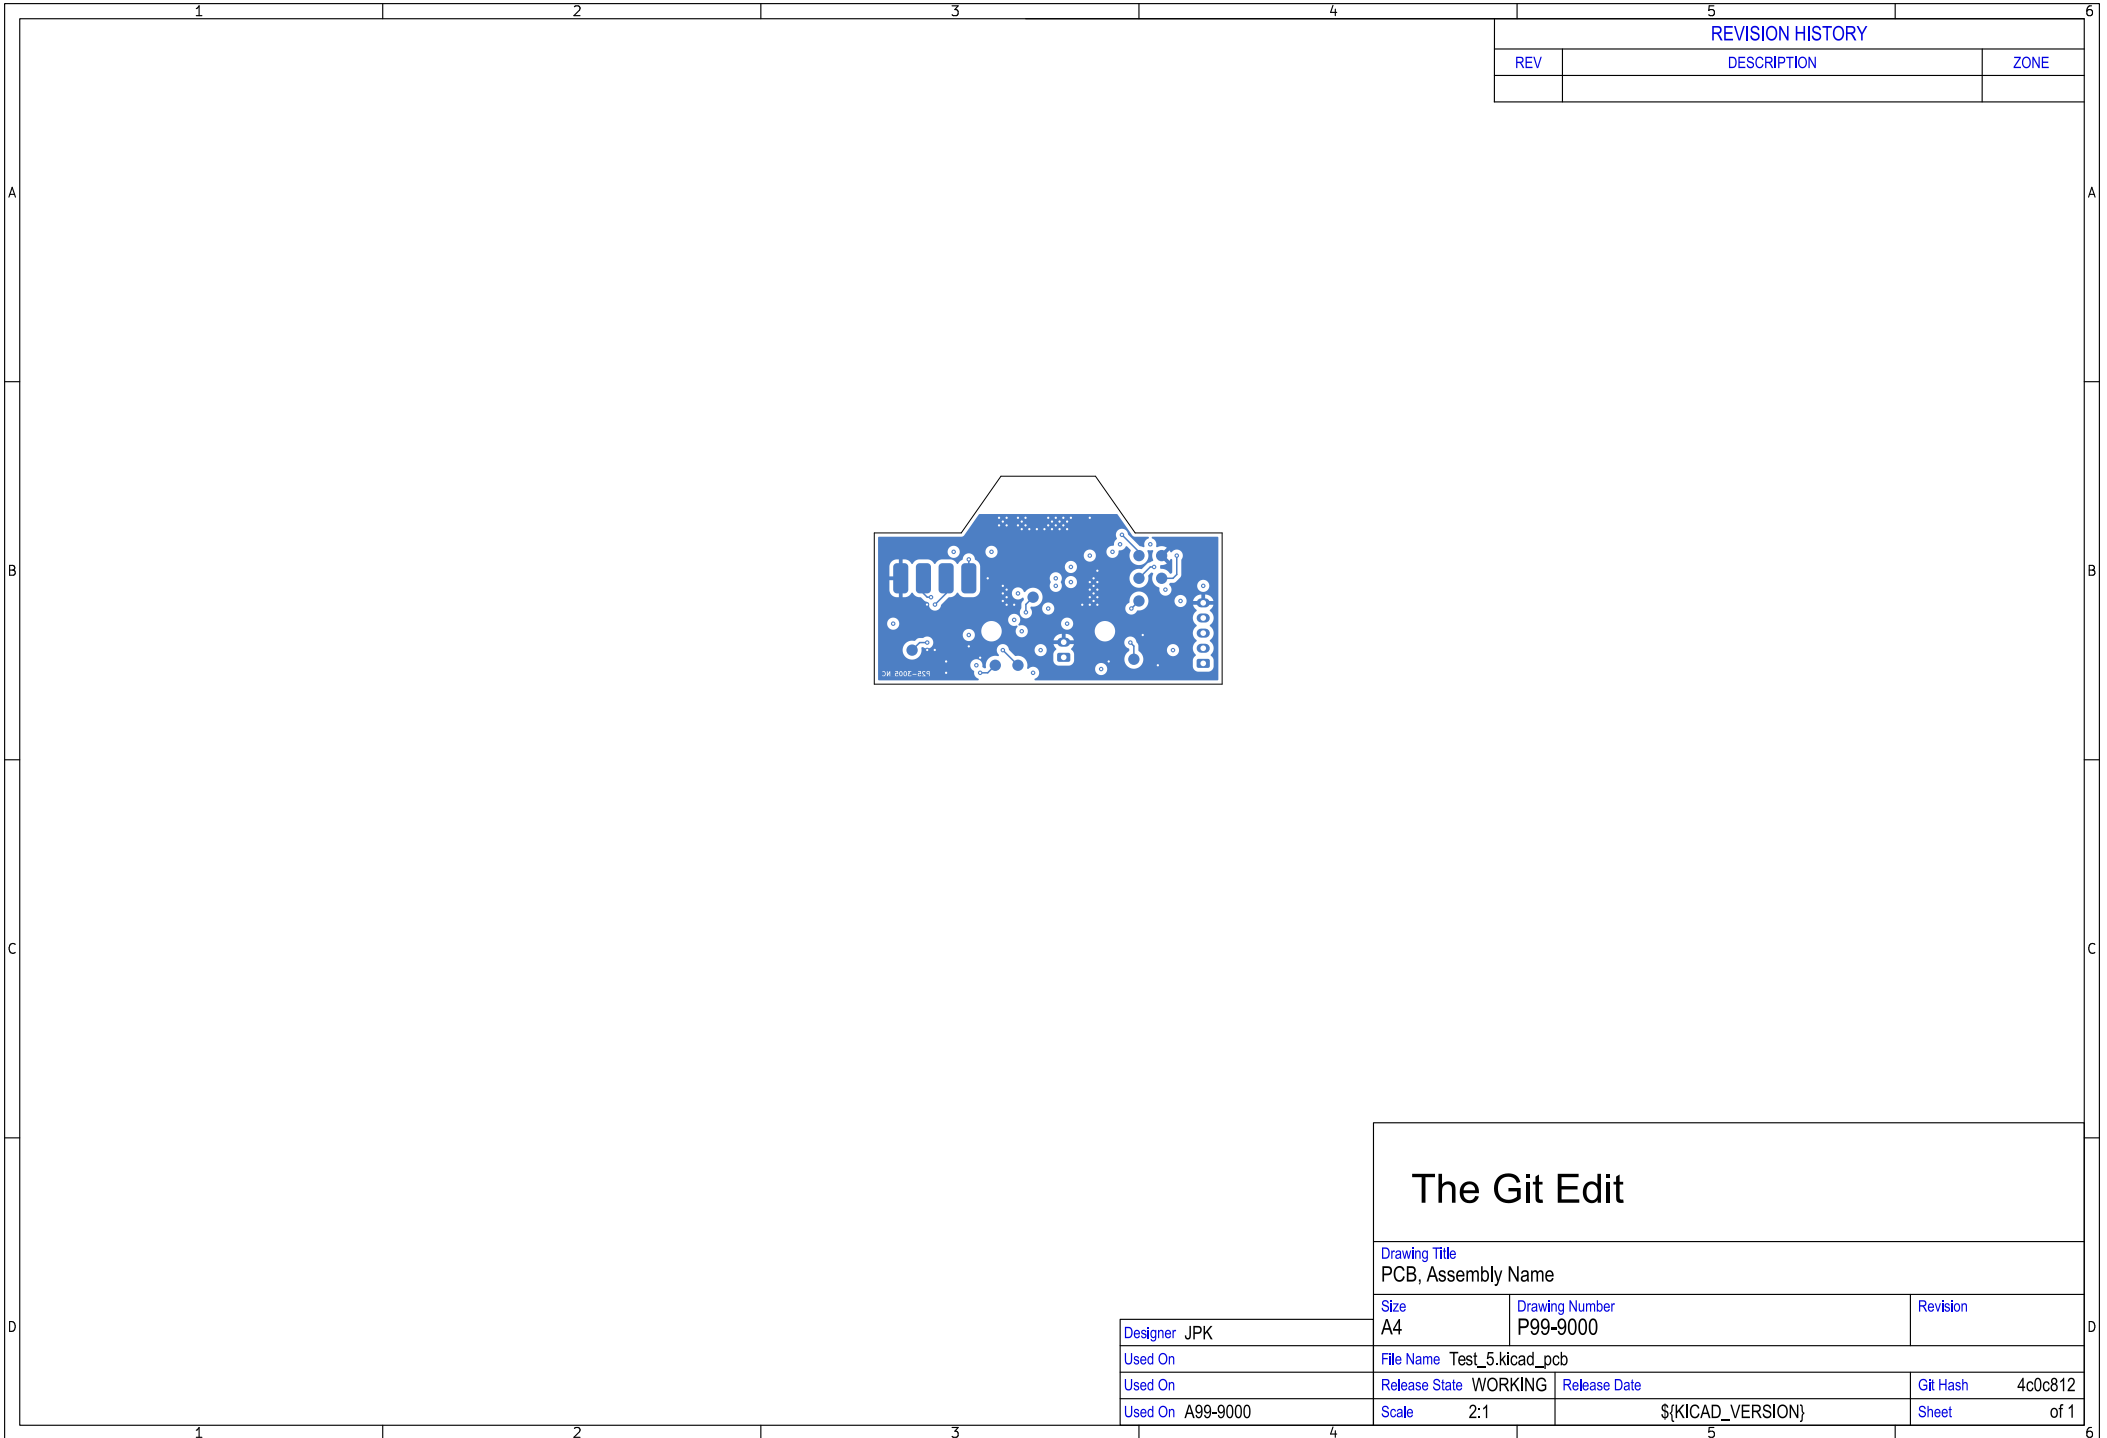 1 2 3 4 5 6
REVISION HISTORY
REV DESCRIPTION ZONE
A A
B B
P25-3005 NC
C C
The Git Edit
Drawing Title
PCB, Assembly Name
Size Drawing Number Revision
A4 P99-9000
D D
Designer JPK
Used On File Name Test_5.kicad_pcb
Used On Release State WORKING Release Date Git Hash 4c0c812
Used On A99-9000 Scale 2:1 ${KICAD_VERSION} Sheet of 1
1 2 3 4 5 6